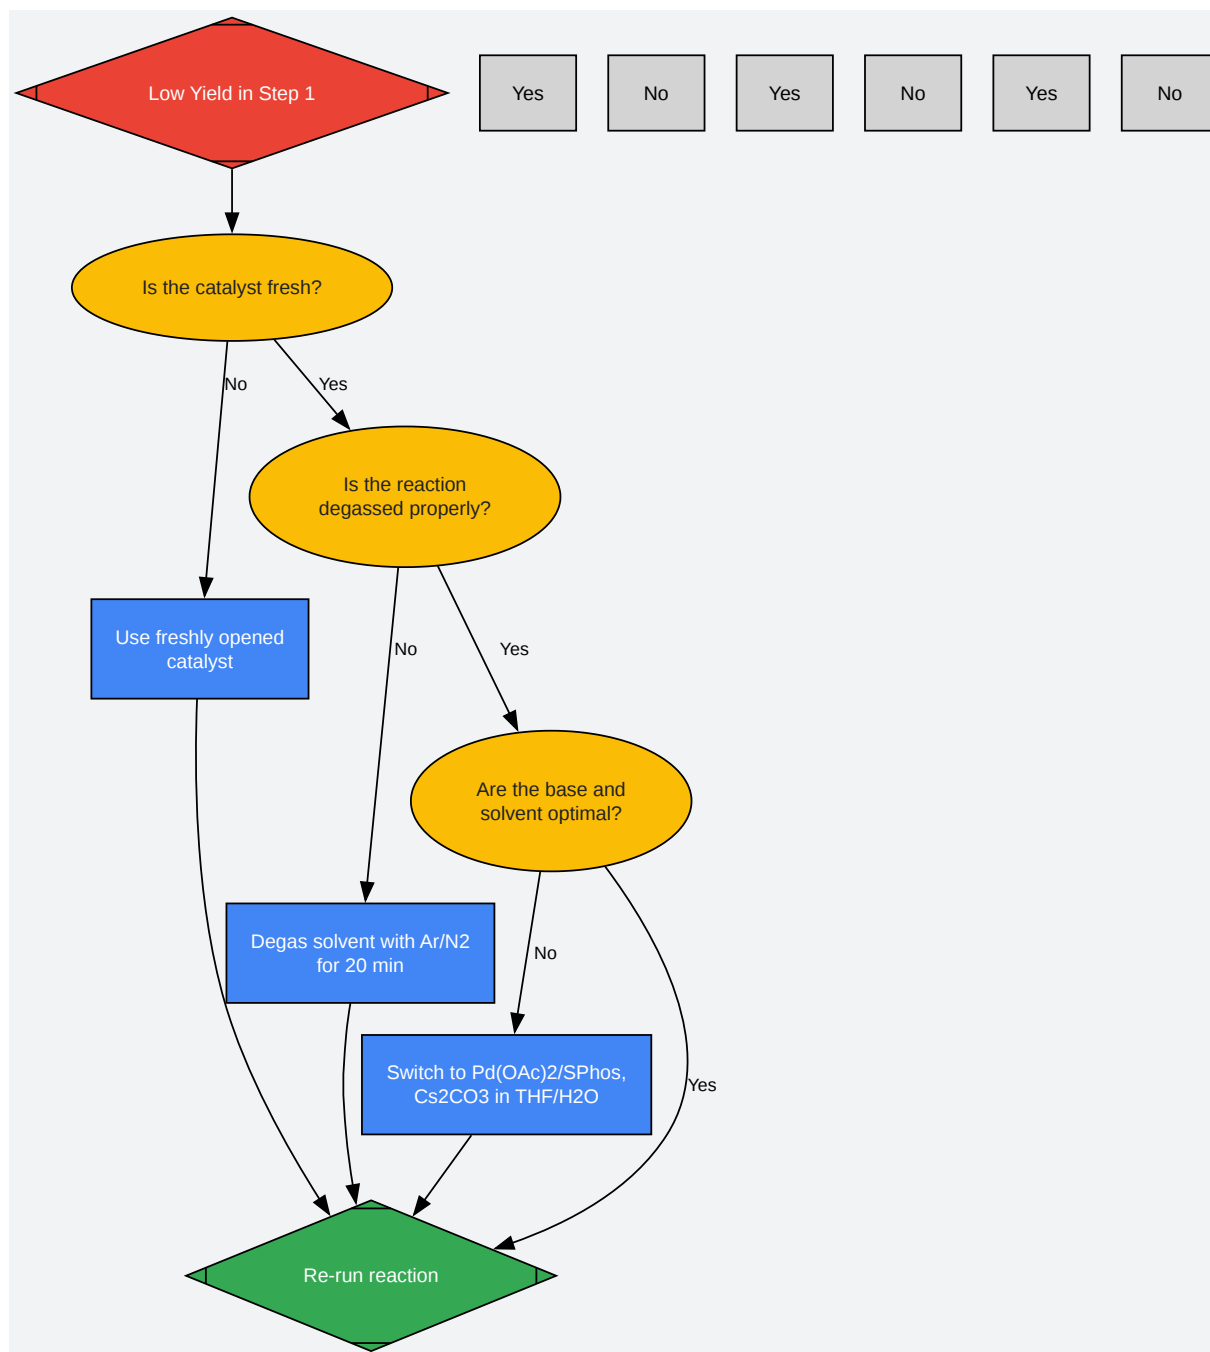 Low Yield in Step 1
Yes
No
Yes
No
Yes
No
Is the catalyst fresh?
No
Yes
Is the reaction
degassed properly?
Use freshly opened
catalyst
No
Yes
Are the base and
solvent optimal?
Degas solvent with Ar/N2
for 20 min
No
Switch to Pd(OAc)2/SPhos,
Cs2CO3 in THF/H2O
Yes
Re-run reaction